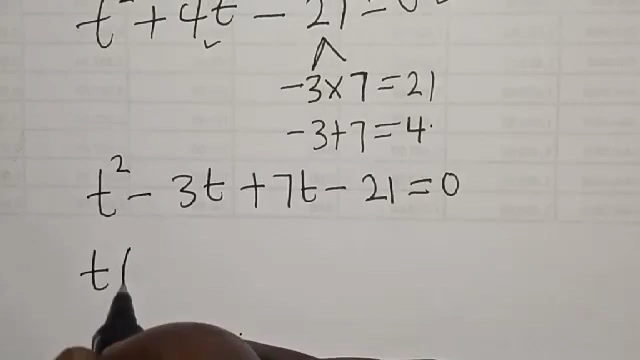 t² + 4t - 21 = 0
-3 × 7 = 21
-3 + 7 = 4
t² - 3t + 7t - 21 = 0
t(